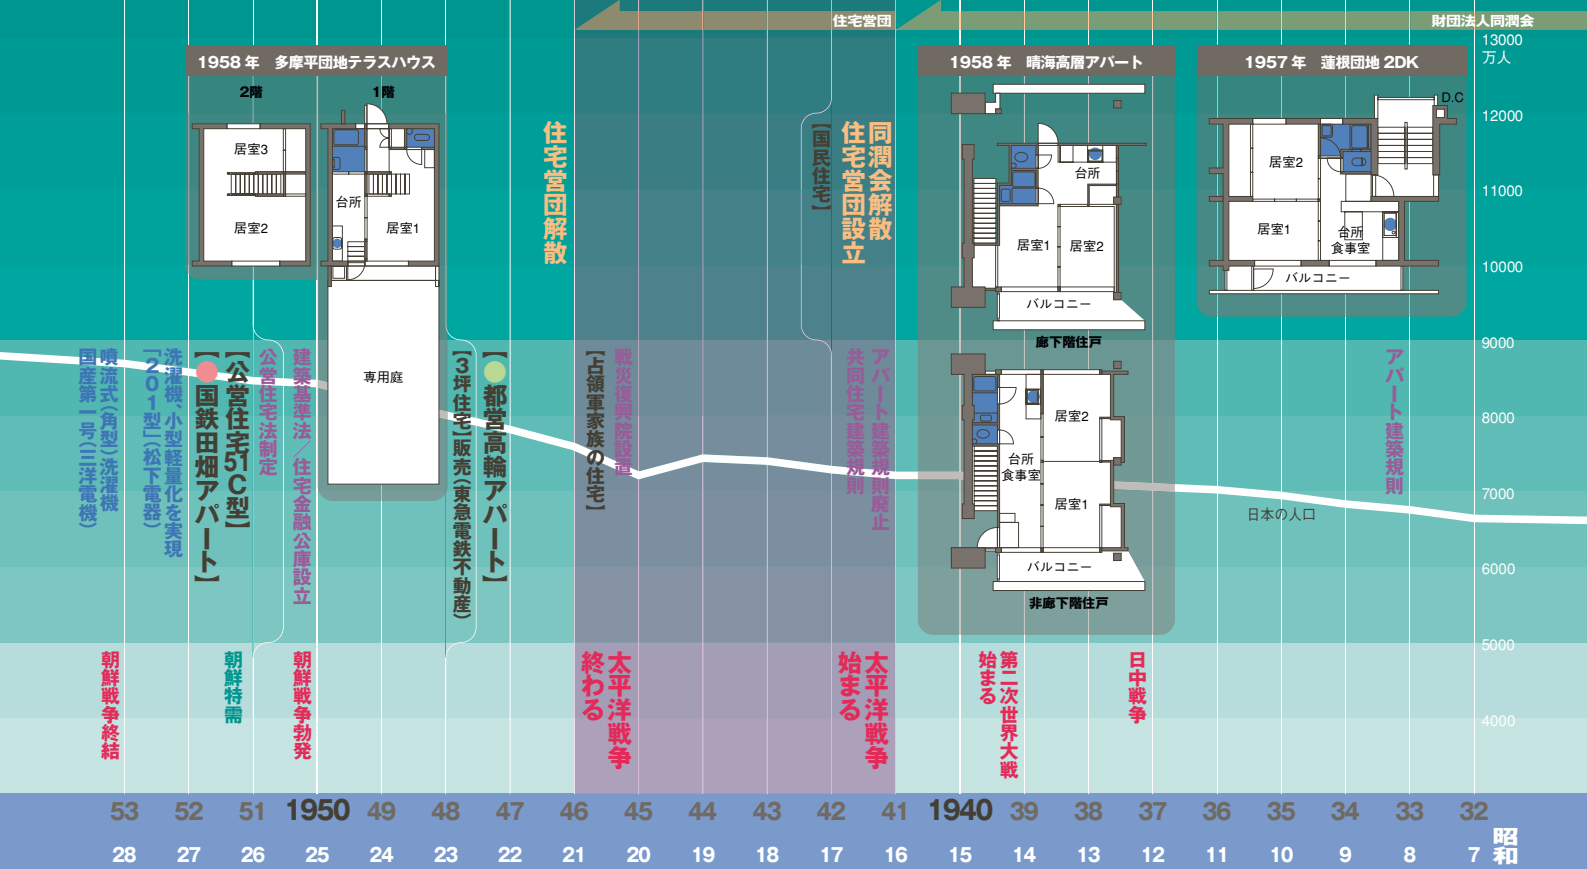 住宅営団
財団法人同潤会
1958 年　多摩平団地テラスハウス
2階
1階
居室3
居室2
台所
居室1
専用庭
1958 年　晴海高層アパート
台所
居室1
居室2
バルコニー
廊下階住戸
居室2
台所
食事室
居室1
バルコニー
非廊下階住戸
1957 年　蓮根団地 2DK
D.C
居室2
居室1
台所
食事室
バルコニー
13000
万人
12000
11000
10000
9000
8000
7000
6000
5000
4000
日本の人口
アパート建築規則
アパート建築規則廃止
共同住宅建築規則
同潤会解散
住宅営団設立
【国民住宅】
住宅営団解散
戦災復興院設置
【占領軍家族の住宅】
【都営高輪アパート】
【3坪住宅】販売（東急電鉄不動産）
建築基準法／住宅金融公庫設立
公営住宅法制定
【公営住宅51C型】
【国鉄田畑アパート】
洗濯機、小型軽量化を実現
「201型」（松下電器）
噴流式（角型）洗濯機
国産第一号（三洋電機）
日中戦争
第二次世界大戦
始まる
太平洋戦争
始まる
太平洋戦争
終わる
朝鮮戦争勃発
朝鮮特需
朝鮮戦争終結
53 52 51 1950 49 48 47 46 45 44 43 42 41 1940 39 38 37 36 35 34 33 32
28 27 26 25 24 23 22 21 20 19 18 17 16 15 14 13 12 11 10 9 8 7 昭和